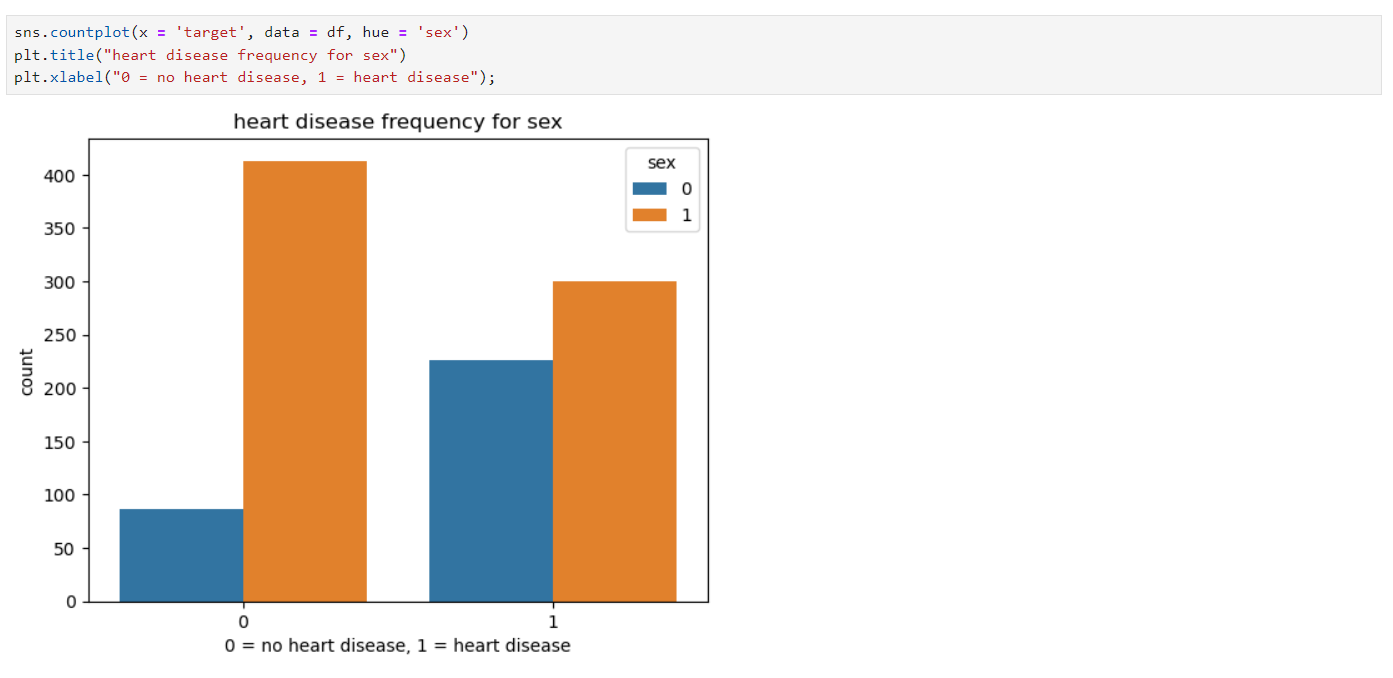 sns.countplot(x = 'target', data = df, hue = 'sex')
plt.title("heart disease frequency for sex")
plt.xlabel("0 = no heart disease, 1 = heart disease");
heart disease frequency for sex
sex
0
1
400
350
300
250
200
150
100
50
0
count
0 1
0 = no heart disease, 1 = heart disease